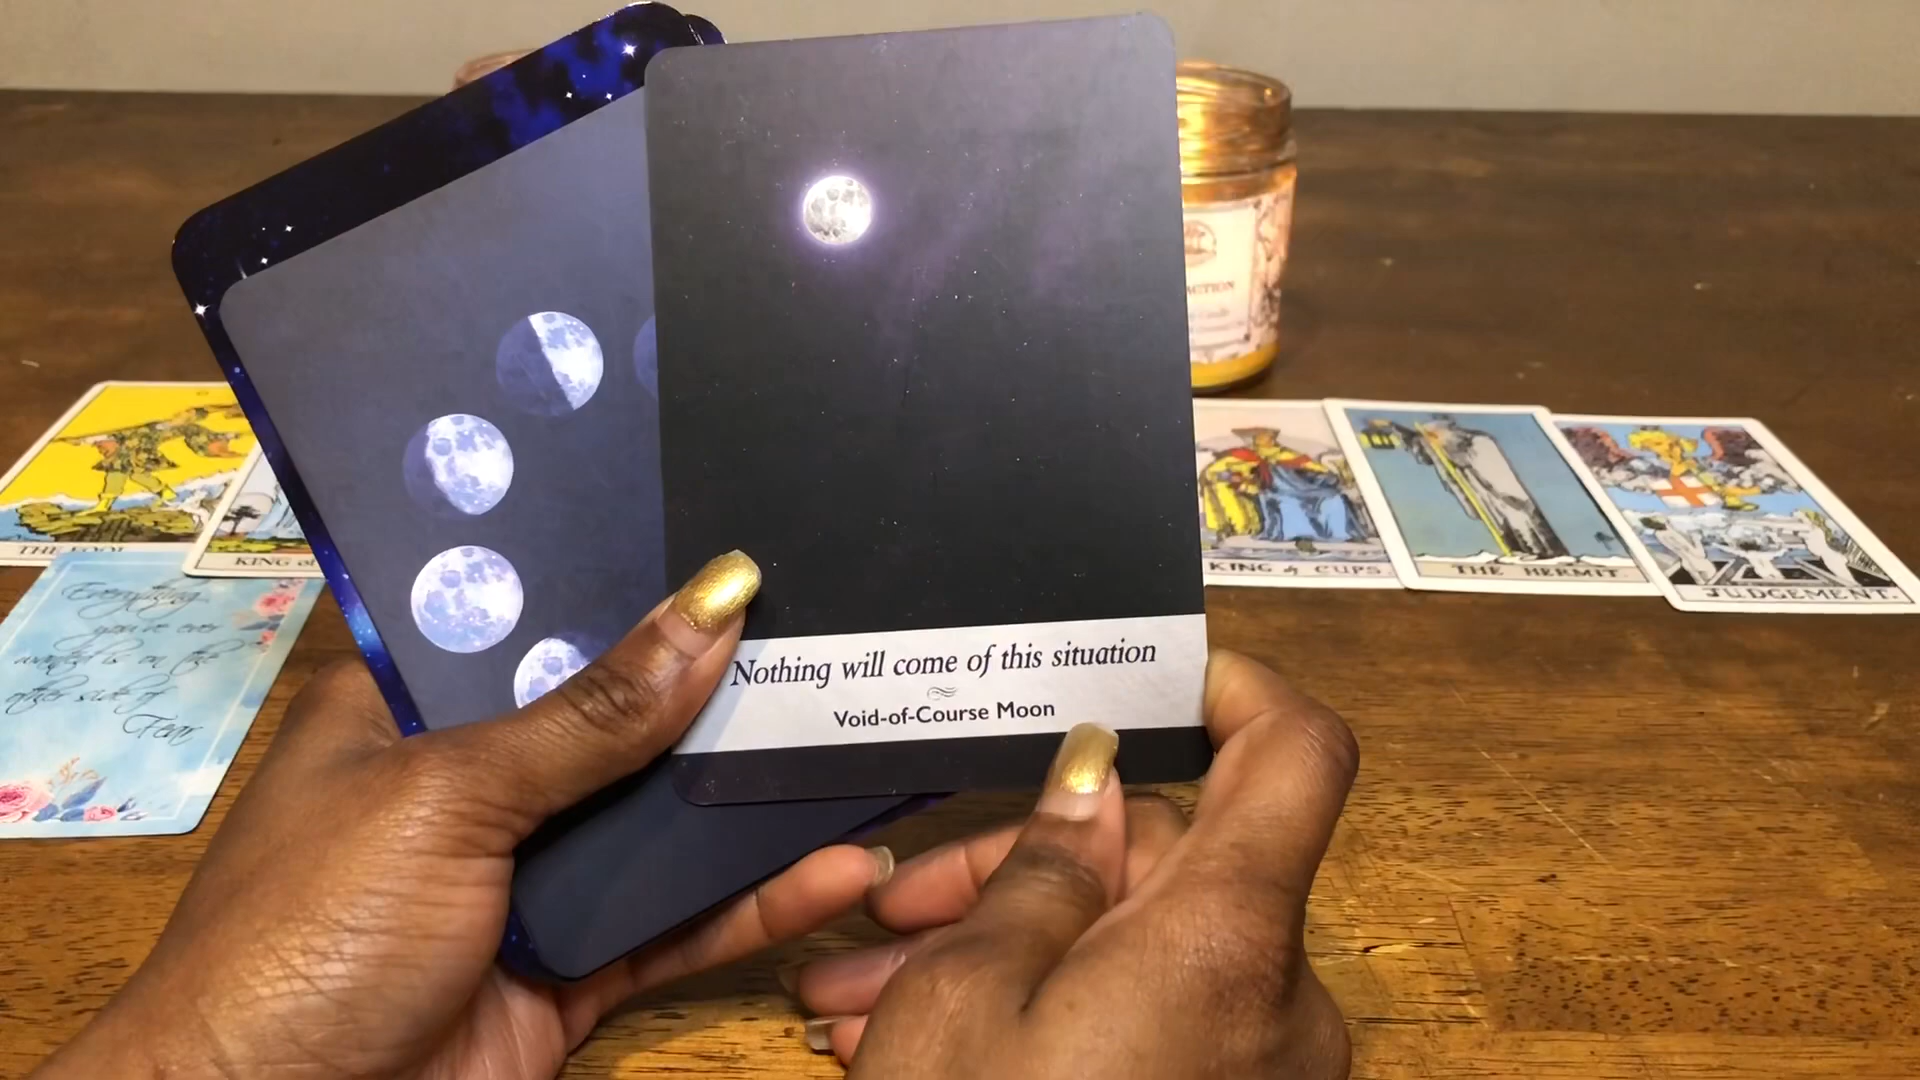 Nothing will come of this situation
Void-of-Course Moon
THE FOOL
KING of
KING of CUPS.
THE HERMIT.
JUDGEMENT.
Everything
you've ever
wanted is on the
other side of
Fear
ACTION